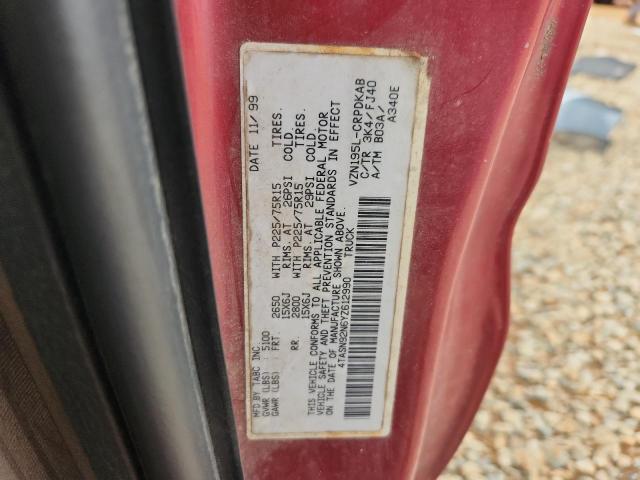 MFD BY TABC INC. DATE 11/99
GVWR (LBS) : 5100
GAWR (LBS) : FRT. 2650 WITH P225/75R15 TIRES.
15X6J RIMS. AT 26PSI COLD.
RR. 2800 WITH P225/75R15 TIRES.
15X6J RIMS. AT 29PSI COLD.
THIS VEHICLE CONFORMS TO ALL APPLICABLE FEDERAL MOTOR
VEHICLE SAFETY AND THEFT PREVENTION STANDARDS IN EFFECT
ON THE DATE OF MANUFACTURE SHOWN ABOVE.
4TASN92N6YZ612990 TRUCK
VZN195L-CRPDKAB
C/TR 3K4/FJ40
A/TM B03A/
A340E